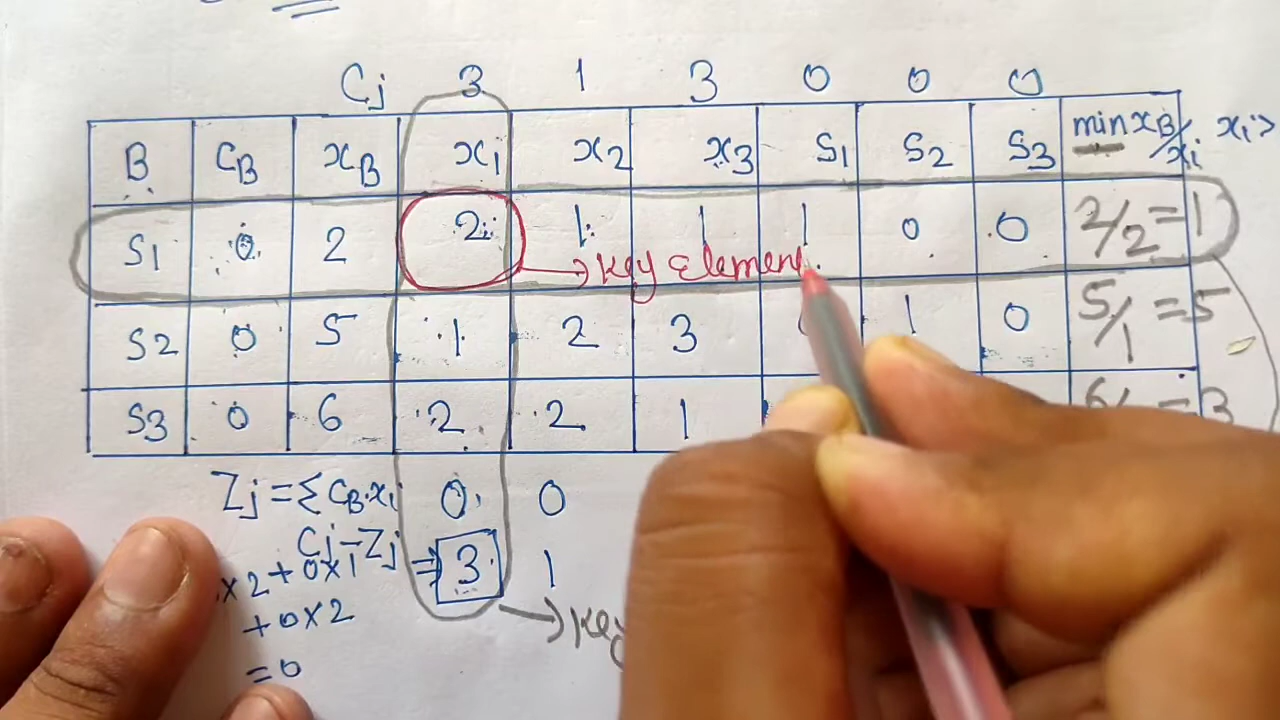 Cj 3 1 3 0 0 0
B CB xB x1 x2 x3 S1 S2 S3 min xB/xi xi>
S1 0 2 2 1 1 1 0 0 2/2 = 1
→ Key Element
S2 0 5 1 2 3 1 0 5/1 = 5
S3 0 6 2 2 1 6/ = 3
Zj = Σ CB.xi 0 0
Cj-Zj ⇒ 3 1
x2 + 0x1
+ 0x2 → Key
= 0